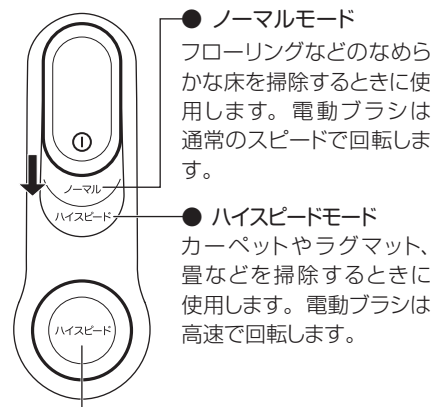 ● ノーマルモード
フローリングなどのなめら
かな床を掃除するときに使
用します。電動ブラシは
通常のスピードで回転しま
す。
ノーマル
ハイスピード
● ハイスピードモード
カーペットやラグマット、
畳などを掃除するときに
使用します。電動ブラシは
高速で回転します。
ハイスピード